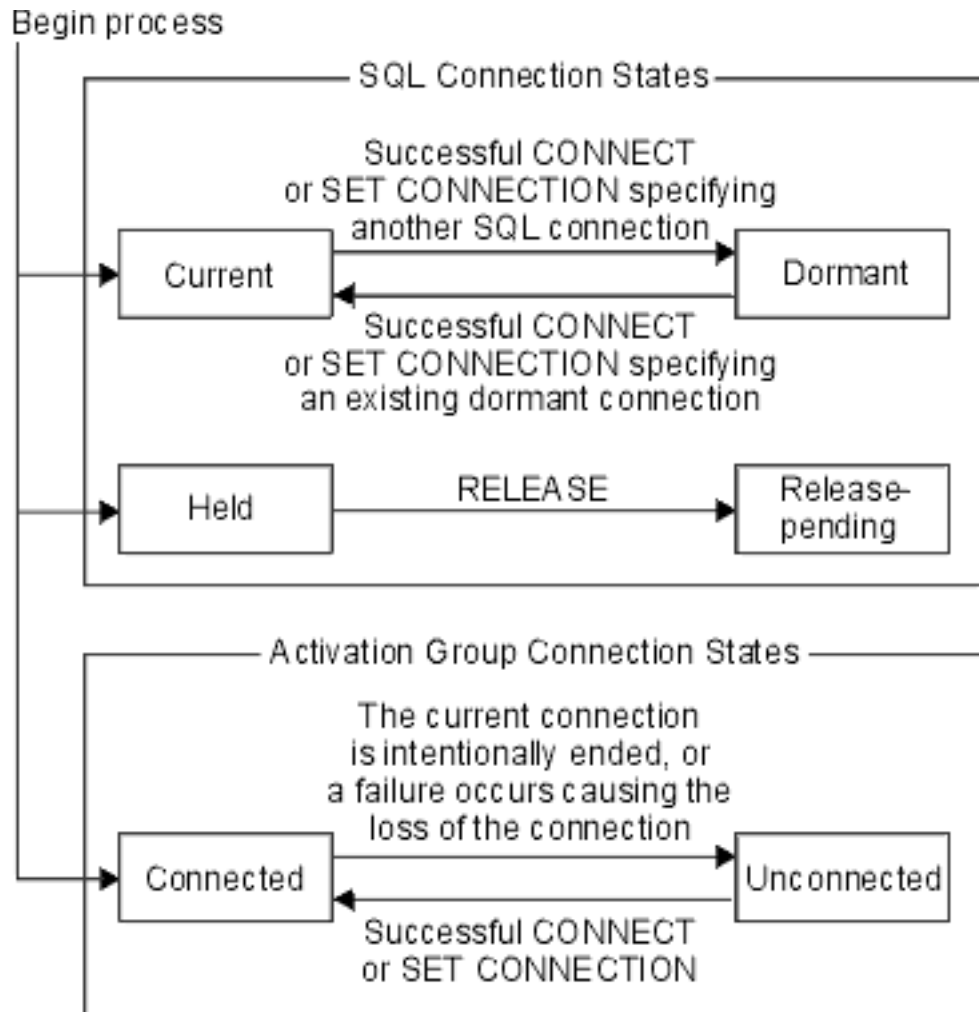 Begin process
SQL Connection States
Successful CONNECT
or SET CONNECTION specifying
another SQL connection
Current
Dormant
Successful CONNECT
or SET CONNECTION specifying
an existing dormant connection
Held
RELEASE
Release-
pending
Activation Group Connection States
The current connection
is intentionally ended, or
a failure occurs causing the
loss of the connection
Connected
Unconnected
Successful CONNECT
or SET CONNECTION